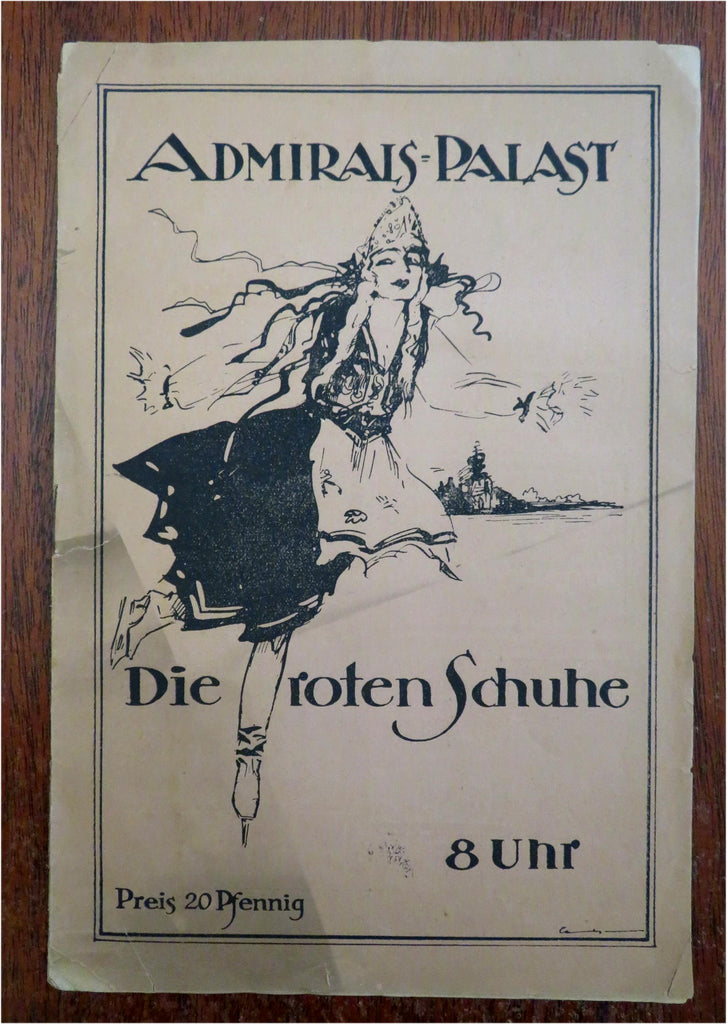 ADMIRALS-PALAST
Die roten Schuhe
8 Uhr
Preis 20 Pfennig